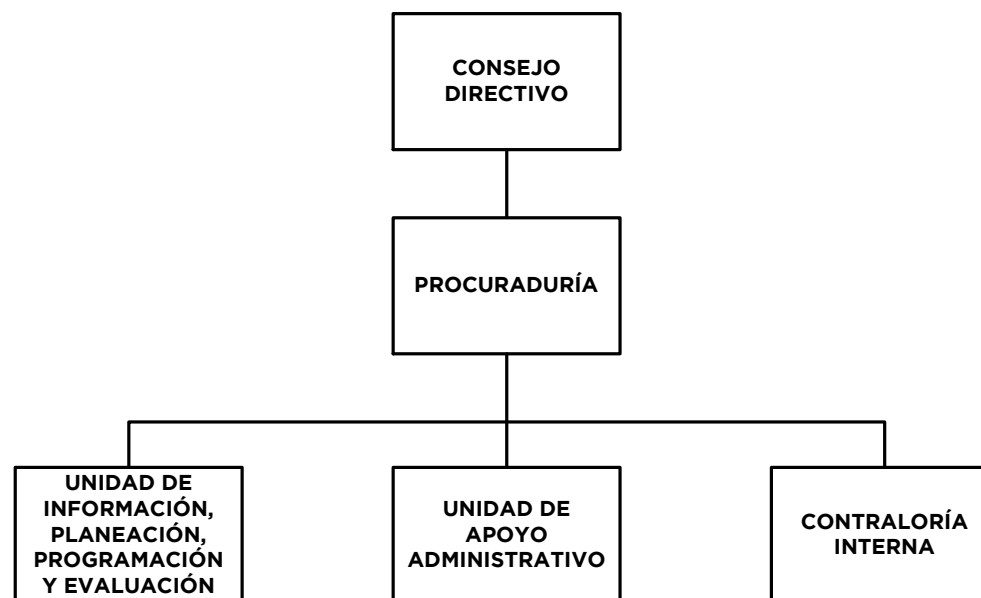 CONSEJO
DIRECTIVO
PROCURADURÍA
UNIDAD DE
INFORMACIÓN,
PLANEACIÓN,
PROGRAMACIÓN
Y EVALUACIÓN
UNIDAD DE
APOYO
ADMINISTRATIVO
CONTRALORÍA
INTERNA